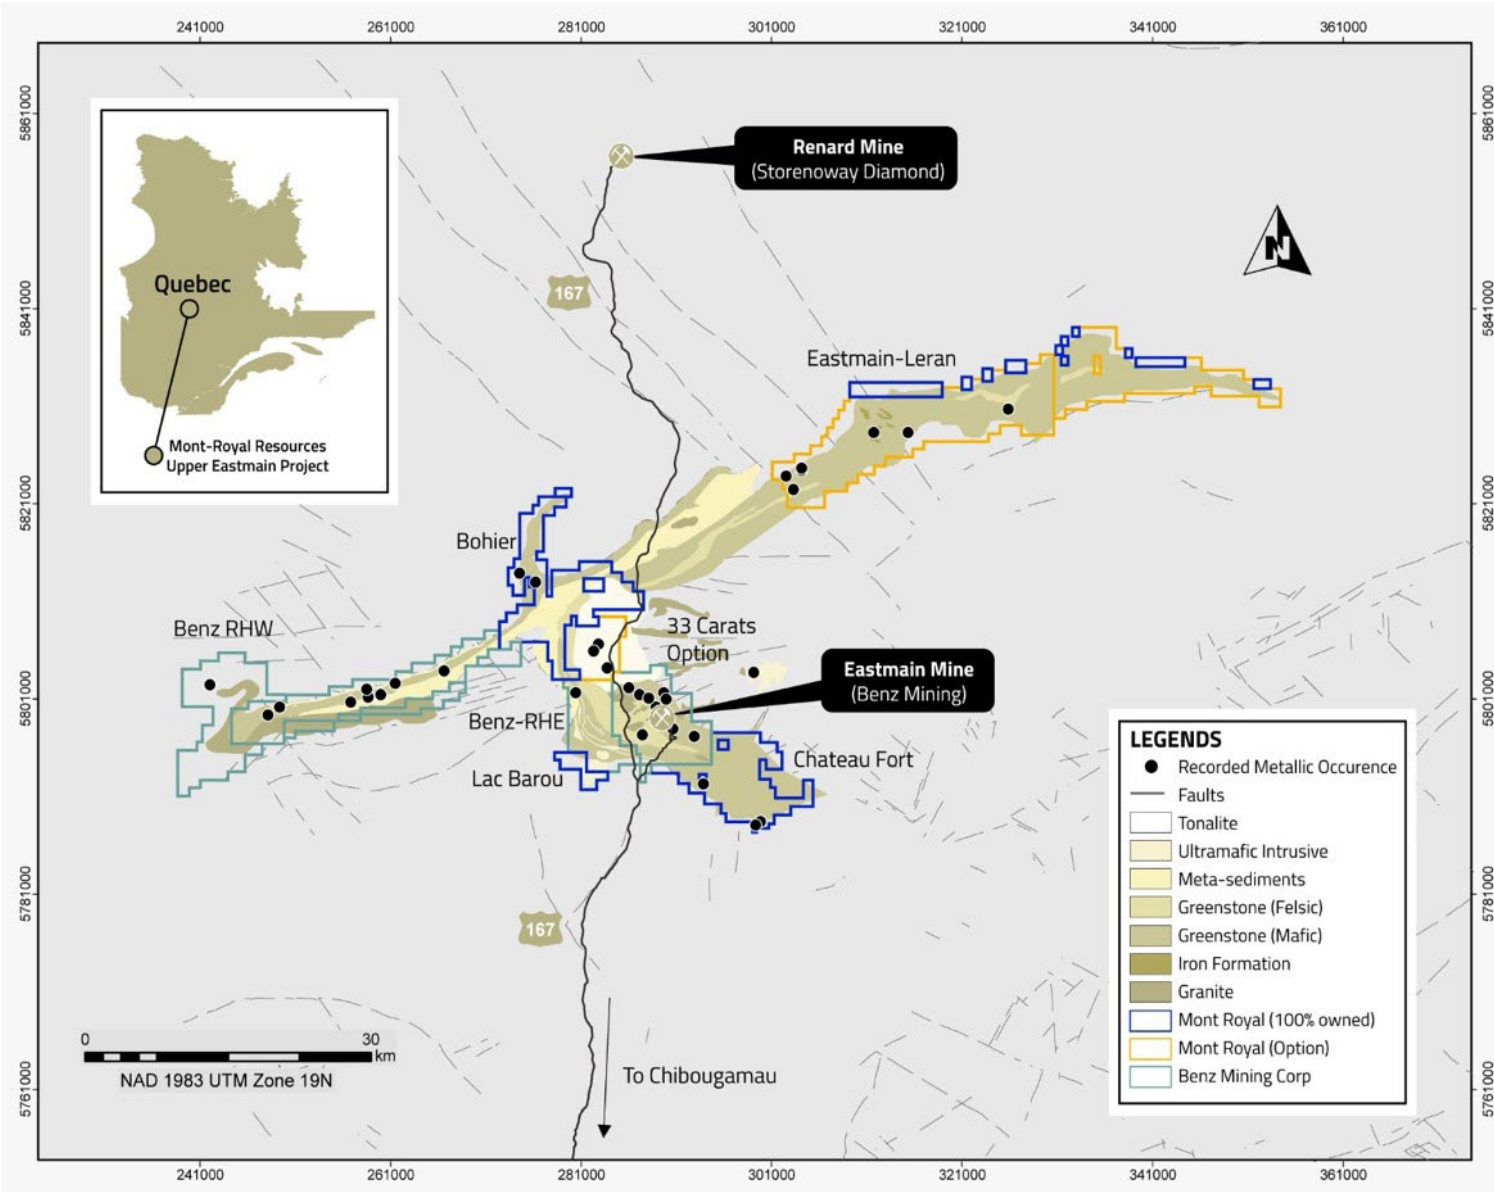 241000
261000
281000
301000
321000
341000
361000
5861000
5861000
Renard Mine
(Storenoway Diamond)
N
Quebec
167
5841000
5841000
Eastmain-Leran
Mont-Royal Resources
Upper Eastmain Project
5821000
5821000
Bohier
Benz RHW
33 Carats
Option
Eastmain Mine
(Benz Mining)
5801000
5801000
Benz-RHE
Lac Barou
Chateau Fort
LEGENDS
Recorded Metallic Occurence
Faults
Tonalite
Ultramafic Intrusive
Meta-sediments
Greenstone (Felsic)
Greenstone (Mafic)
Iron Formation
Granite
Mont Royal (100% owned)
Mont Royal (Option)
Benz Mining Corp
5781000
5781000
167
0
30
km
NAD 1983 UTM Zone 19N
To Chibougamau
5761000
5761000
241000
261000
281000
301000
321000
341000
361000